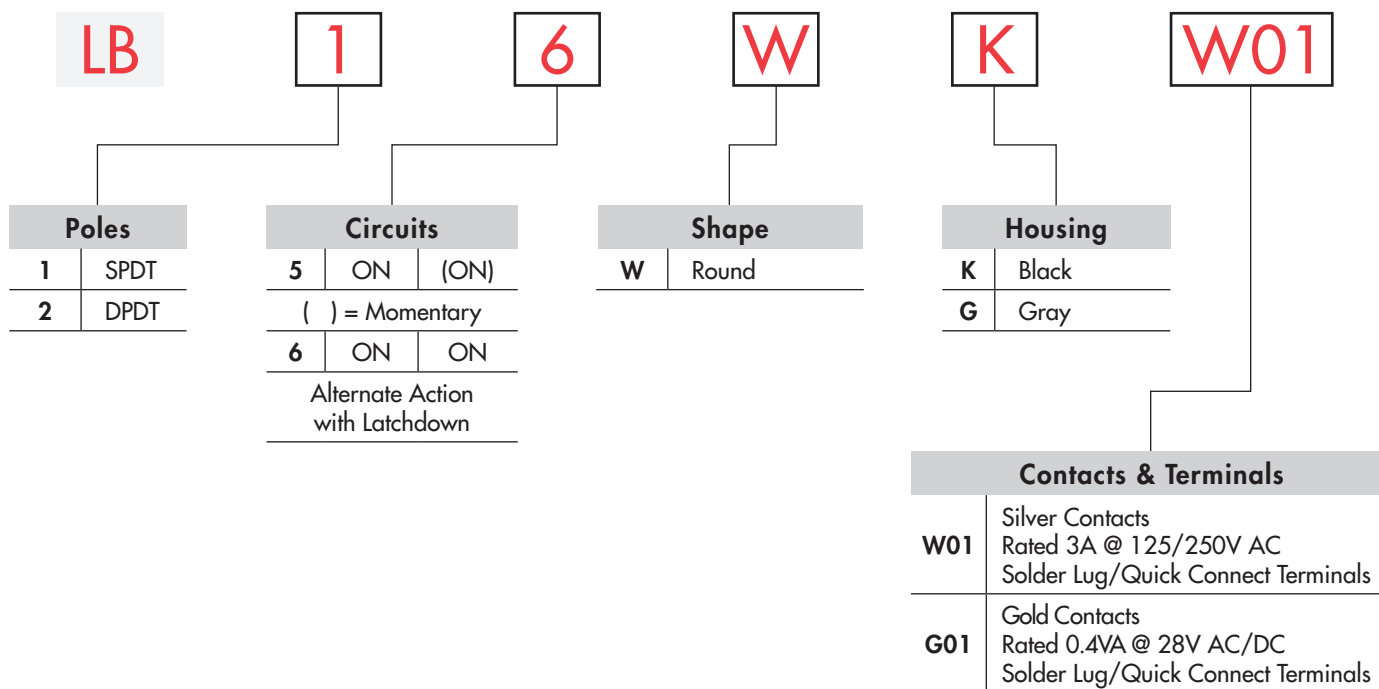 LB 1 6 W K W01
Poles
1 SPDT
2 DPDT
Circuits
5 ON (ON)
( ) = Momentary
6 ON ON
Alternate Action
with Latchdown
Shape
W Round
Housing
K Black
G Gray
Contacts & Terminals
Silver Contacts
W01 Rated 3A @ 125/250V AC
Solder Lug/Quick Connect Terminals
Gold Contacts
G01 Rated 0.4VA @ 28V AC/DC
Solder Lug/Quick Connect Terminals